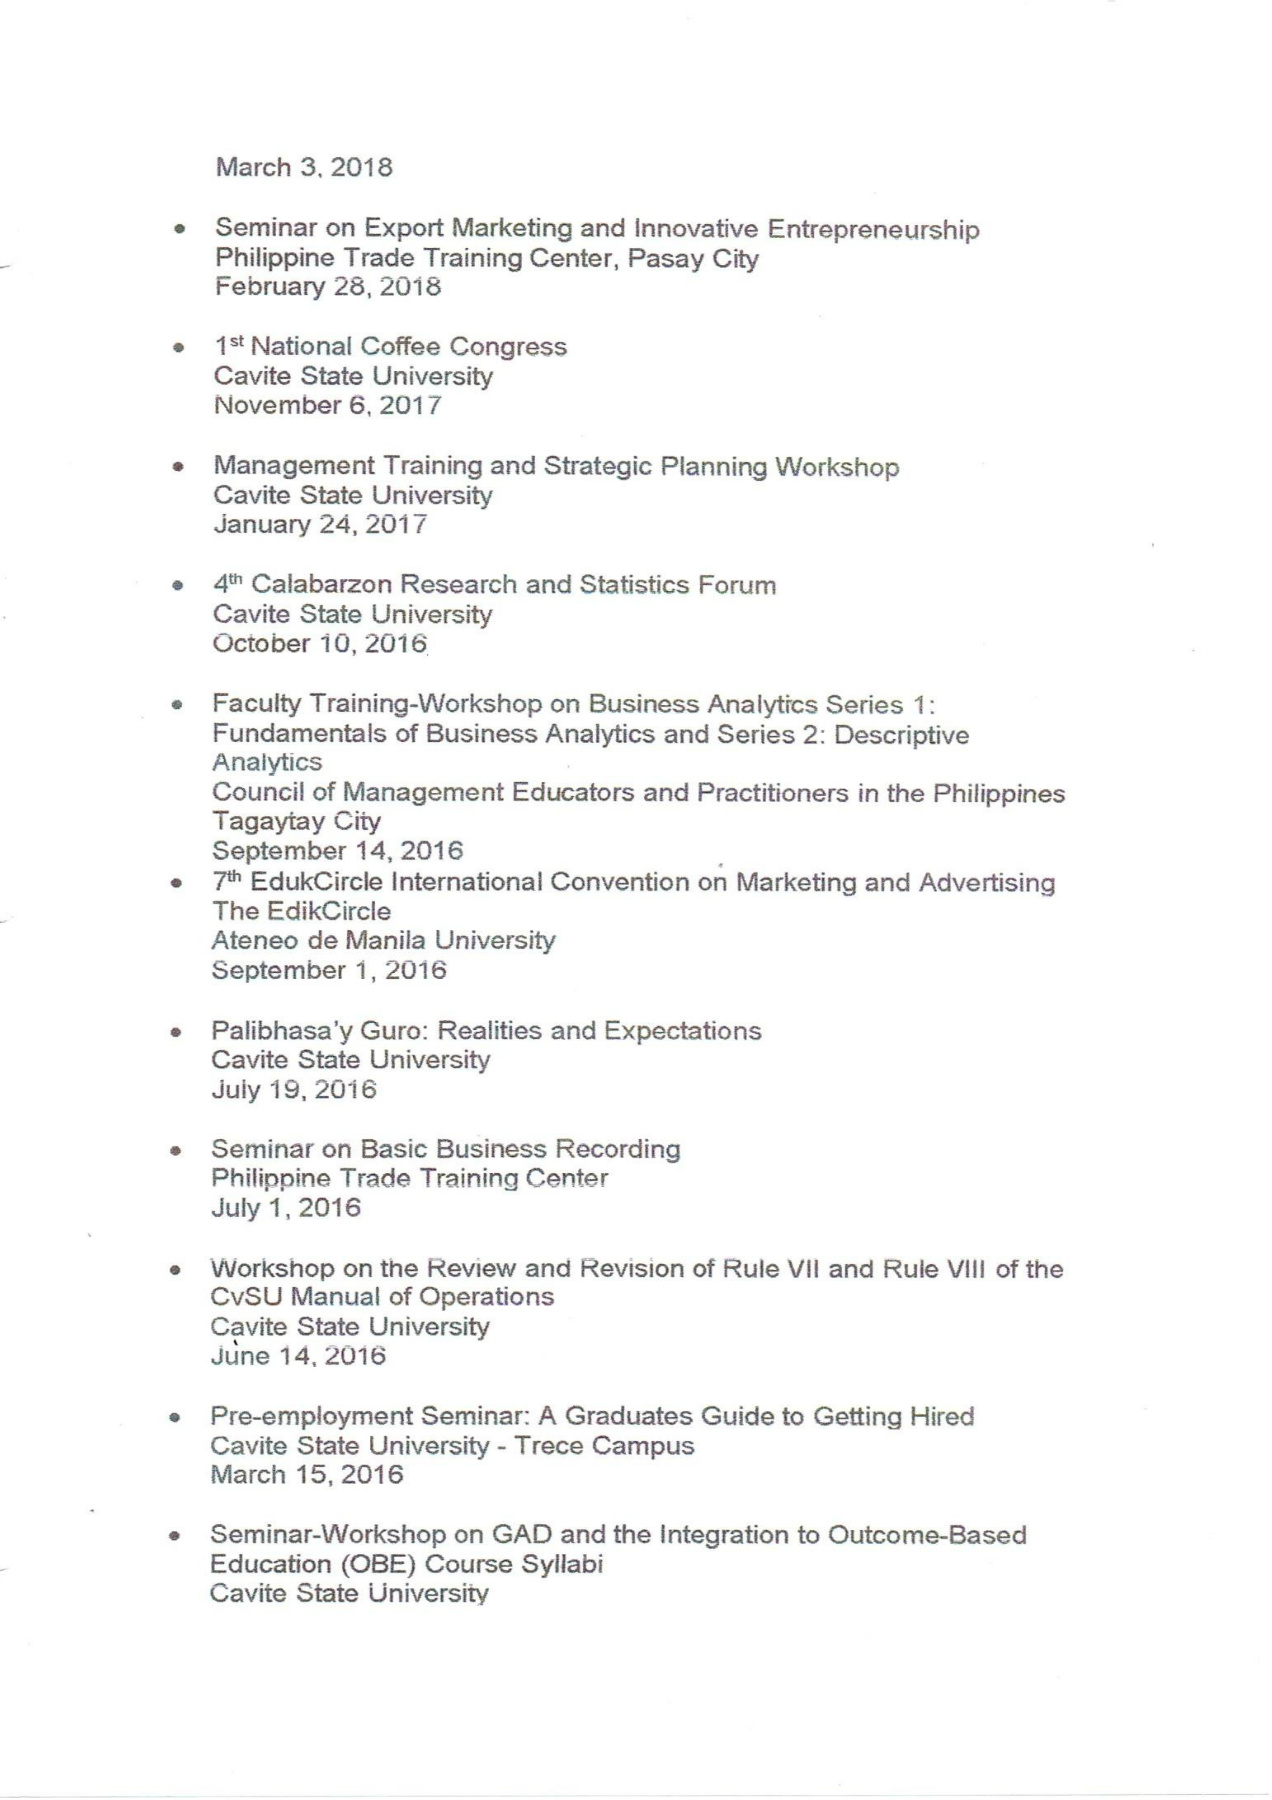 March 3, 2018
• Seminar on Export Marketing and Innovative Entrepreneurship
Philippine Trade Training Center, Pasay City
February 28, 2018
• 1st National Coffee Congress
Cavite State University
November 6, 2017
• Management Training and Strategic Planning Workshop
Cavite State University
January 24, 2017
• 4th Calabarzon Research and Statistics Forum
Cavite State University
October 10, 2016
• Faculty Training-Workshop on Business Analytics Series 1:
Fundamentals of Business Analytics and Series 2: Descriptive
Analytics
Council of Management Educators and Practitioners in the Philippines
Tagaytay City
September 14, 2016
• 7th EdukCircle International Convention on Marketing and Advertising
The EdikCircle
Ateneo de Manila University
September 1, 2016
• Palibhasa'y Guro: Realities and Expectations
Cavite State University
July 19, 2016
• Seminar on Basic Business Recording
Philippine Trade Training Center
July 1, 2016
• Workshop on the Review and Revision of Rule VII and Rule VIII of the
CvSU Manual of Operations
Cavite State University
June 14, 2016
• Pre-employment Seminar: A Graduates Guide to Getting Hired
Cavite State University - Trece Campus
March 15, 2016
• Seminar-Workshop on GAD and the Integration to Outcome-Based
Education (OBE) Course Syllabi
Cavite State University